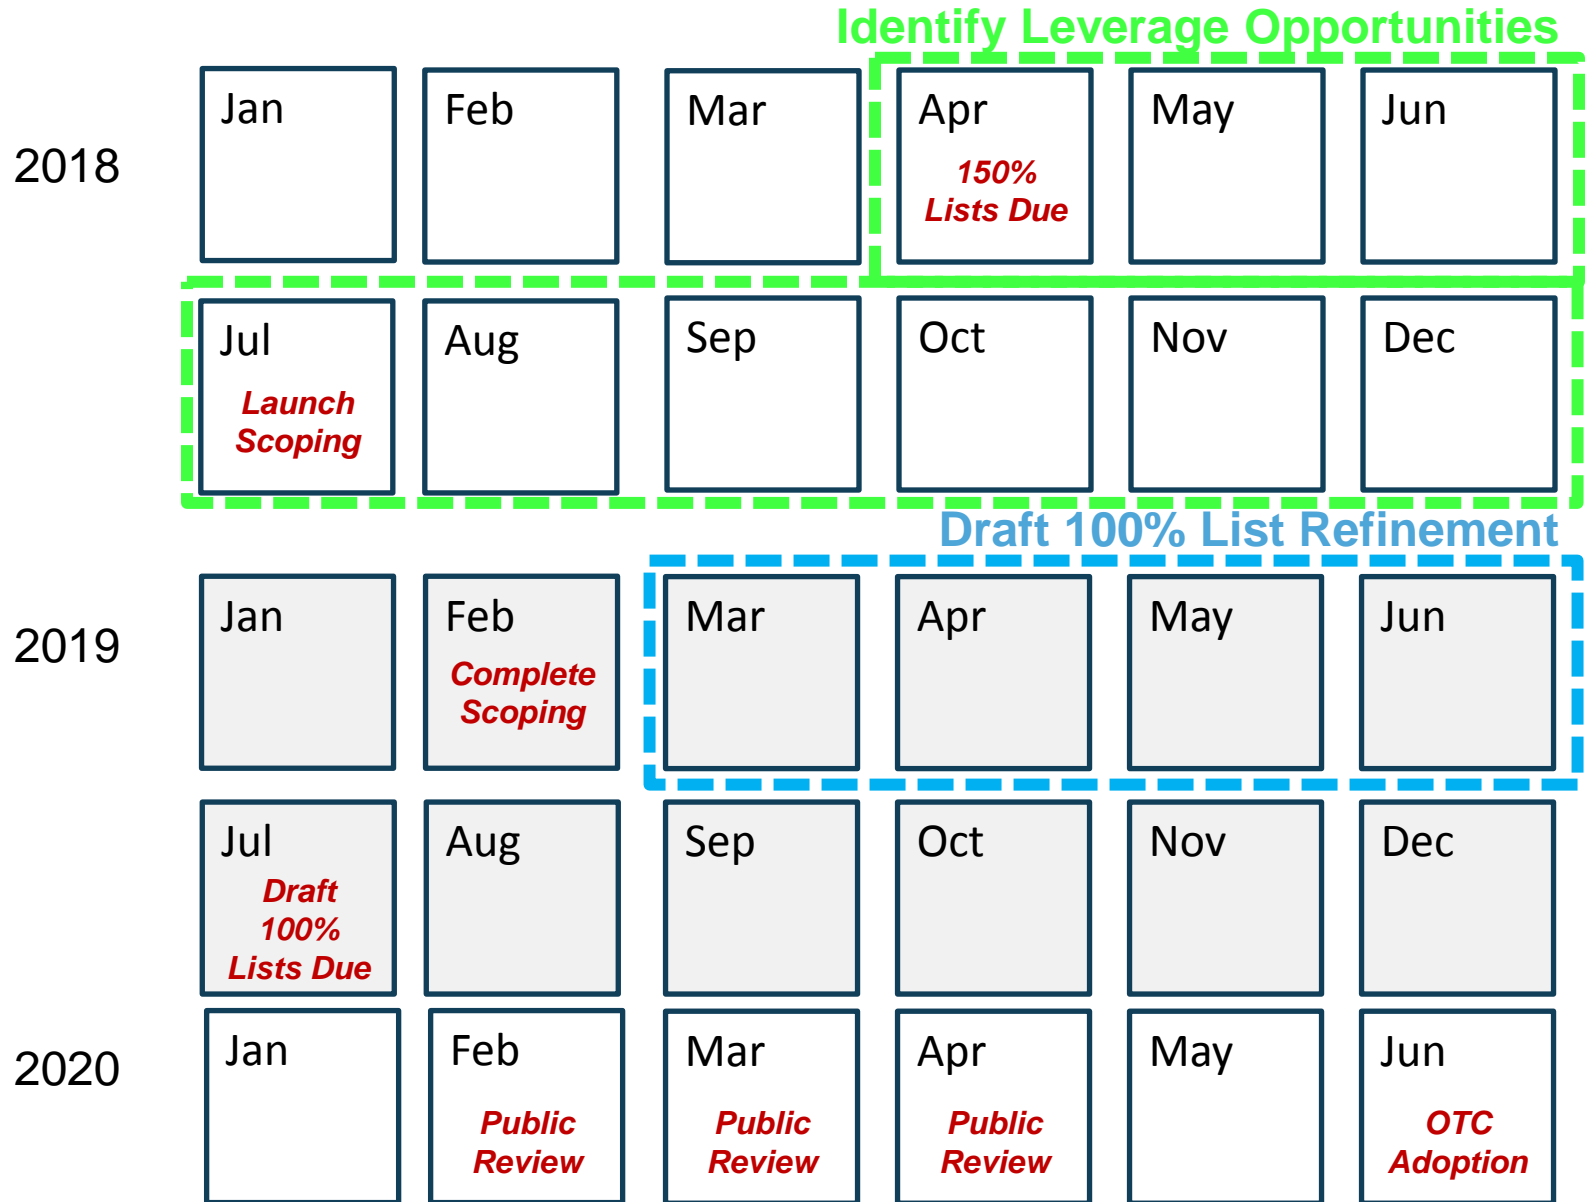 Identify Leverage Opportunities
2018
Jan
Feb
Mar
Apr
150%
Lists Due
May
Jun
Jul
Launch
Scoping
Aug
Sep
Oct
Nov
Dec
Draft 100% List Refinement
2019
Jan
Feb
Complete
Scoping
Mar
Apr
May
Jun
Jul
Draft
100%
Lists Due
Aug
Sep
Oct
Nov
Dec
2020
Jan
Feb
Public
Review
Mar
Public
Review
Apr
Public
Review
May
Jun
OTC
Adoption